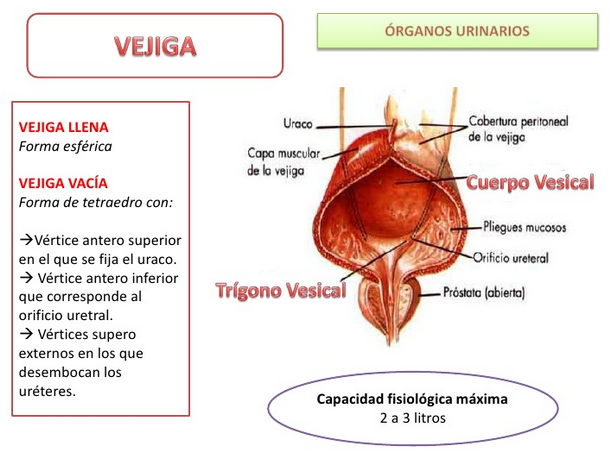 VEJIGA
ÓRGANOS URINARIOS
VEJIGA LLENA
Forma esférica
VEJIGA VACÍA
Forma de tetraedro con:
→Vértice antero superior
en el que se fija el uraco.
→ Vértice antero inferior
que corresponde al
orificio uretral.
→ Vértices supero
externos en los que
desembocan los
uréteres.
Uraco
Capa muscular
de la vejiga
Cobertura peritoneal
de la vejiga
Cuerpo Vesical
Pliegues mucosos
Orificio ureteral
Trígono Vesical
Próstata (abierta)
Capacidad fisiológica máxima
2 a 3 litros